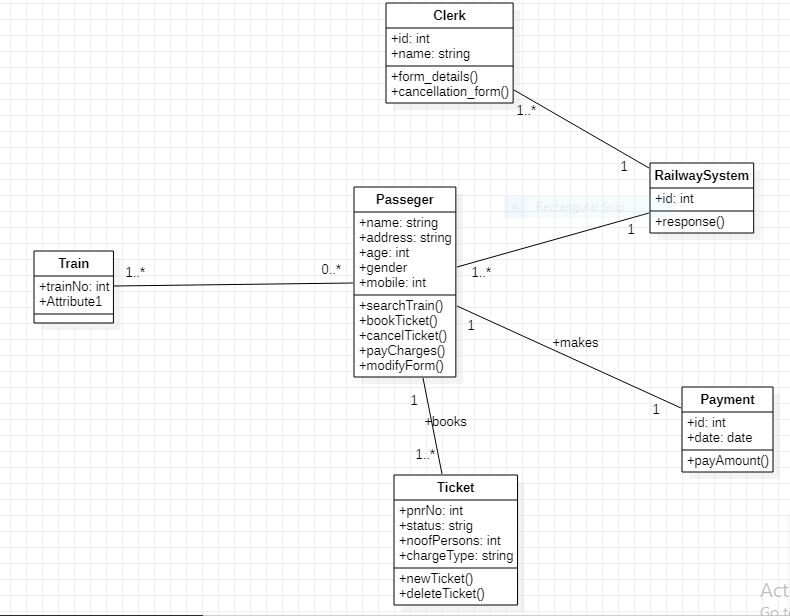 Clerk
+id: int
+name: string
+form_details()
+cancellation_form()
1..*
1
RailwaySystem
+id: int
+response()
Rectangular Snip
Passeger
+name: string
+address: string
+age: int
+gender
+mobile: int
+searchTrain()
+bookTicket()
+cancelTicket()
+payCharges()
+modifyForm()
1
1..*
Train
+trainNo: int
+Attribute1
1..*
0..*
1
+makes
1
Payment
+id: int
+date: date
+payAmount()
1
+books
1..*
Ticket
+pnrNo: int
+status: strig
+noofPersons: int
+chargeType: string
+newTicket()
+deleteTicket()
Act